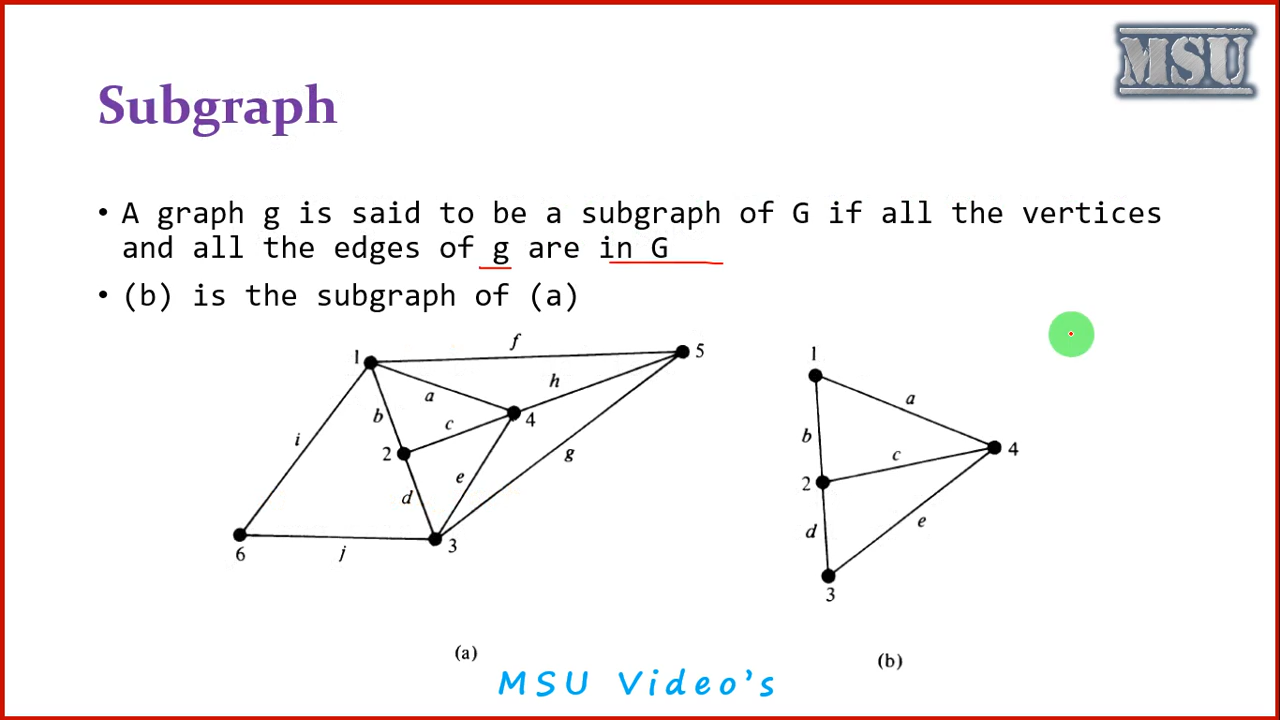 MSU
Subgraph
• A graph g is said to be a subgraph of G if all the vertices
and all the edges of g are in G
• (b) is the subgraph of (a)
1
f
5
a
h
b
c
4
i
2
g
d
e
6
j
3
(a)
1
a
b
c
4
2
d
e
3
(b)
MSU Video's